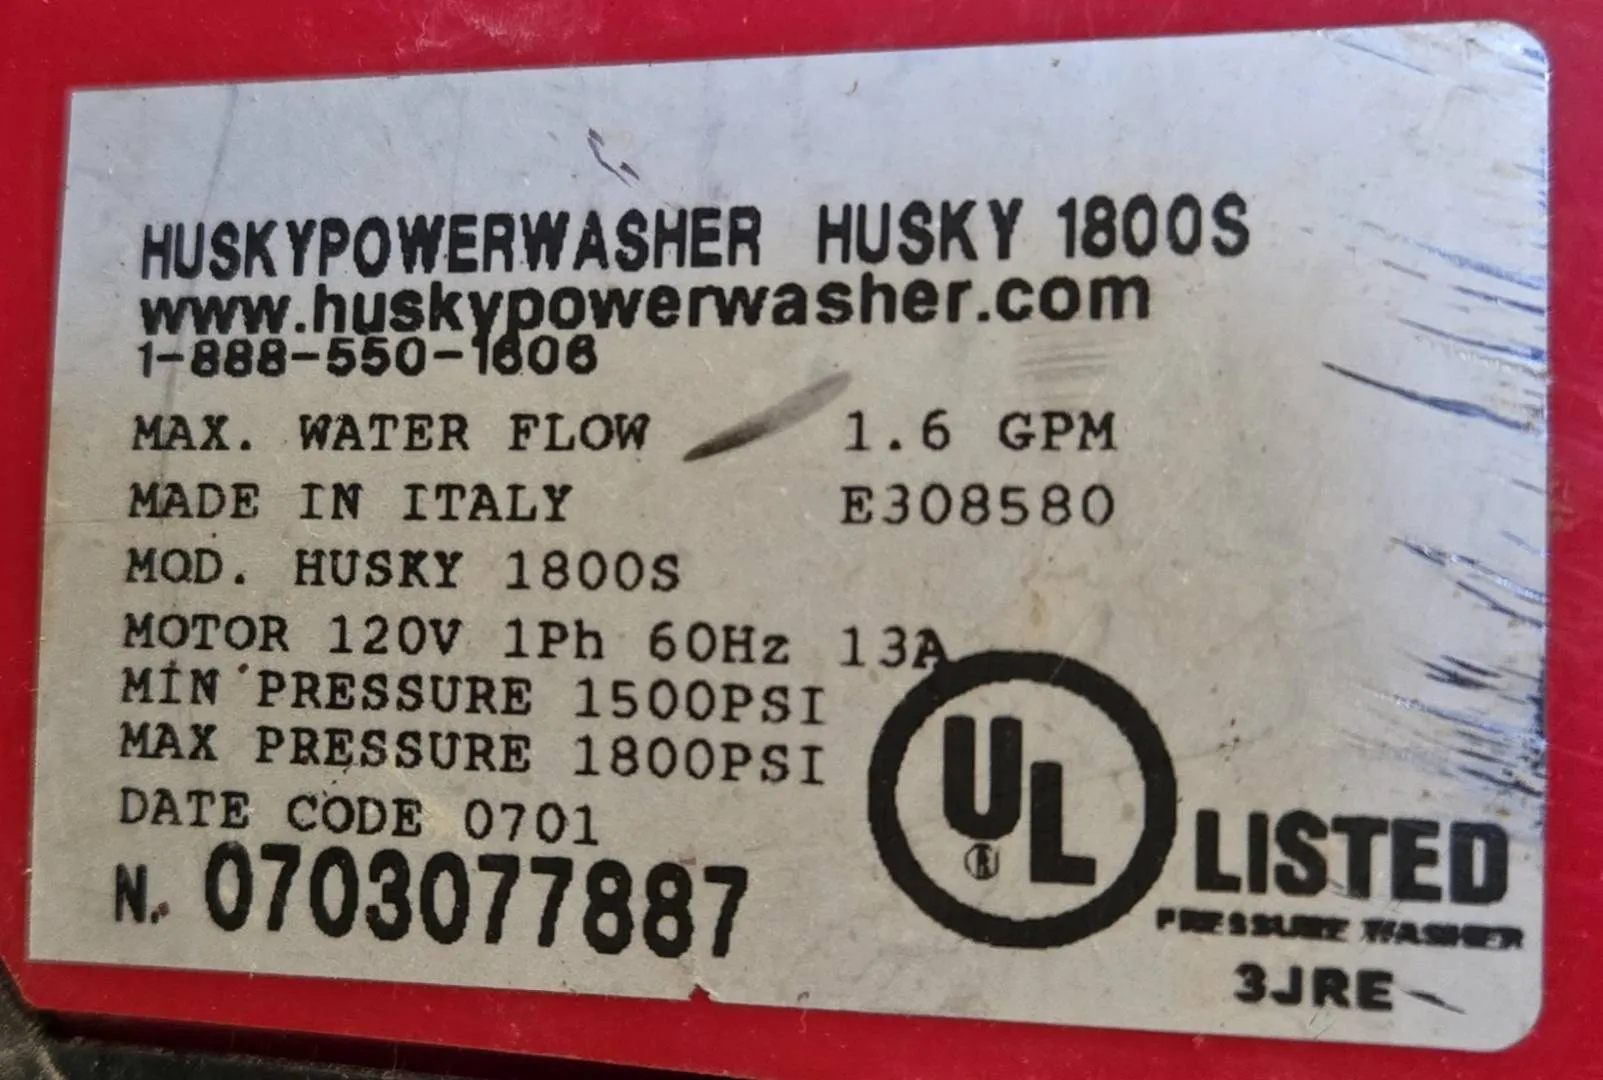 HUSKYPOWERWASHER HUSKY 1800S
www.huskypowerwasher.com
1-888-550-1606
MAX. WATER FLOW 1.6 GPM
MADE IN ITALY E308580
MOD. HUSKY 1800S
MOTOR 120V 1Ph 60Hz 13A
MIN PRESSURE 1500PSI
MAX PRESSURE 1800PSI
DATE CODE 0701
N. 0703077887
UL
®
LISTED
PRESSURE WASHER
3JRE